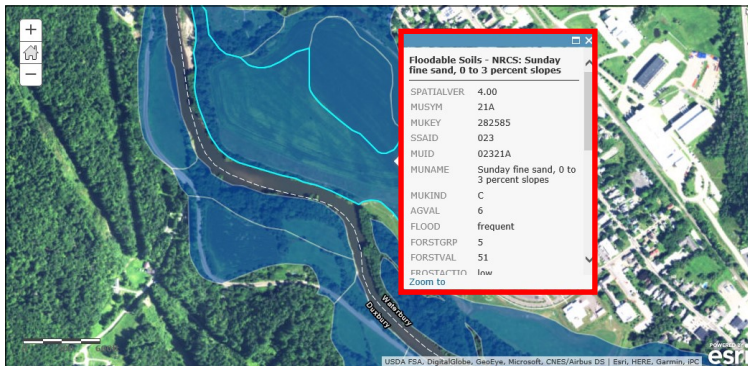 +
−
Floodable Soils - NRCS: Sunday
fine sand, 0 to 3 percent slopes
SPATIALVER 4.00
MUSYM 21A
MUKEY 282585
SSAID 023
MUID 02321A
MUNAME Sunday fine sand, 0 to
3 percent slopes
MUKIND C
AGVAL 6
FLOOD frequent
FORSTGRP 5
FORSTVAL 51
FROSTACTIO low
Zoom to
Waterbury
Duxbury
USDA FSA, DigitalGlobe, GeoEye, Microsoft, CNES/Airbus DS | Esri, HERE, Garmin, iPC
POWERED BY
esri